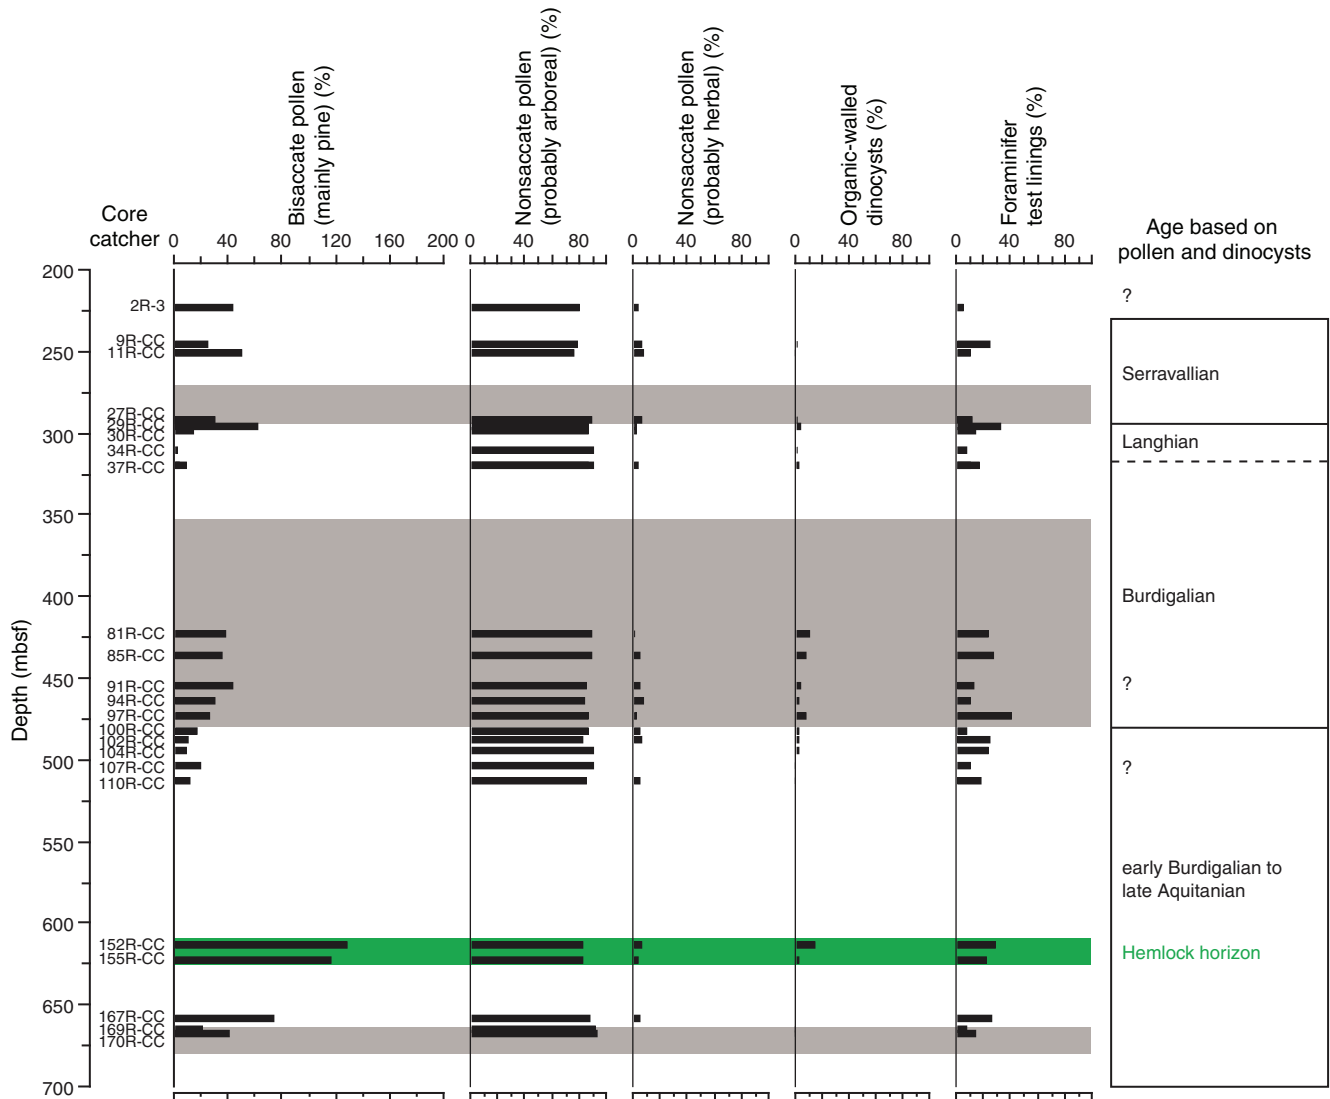 Bisaccate pollen
(mainly pine) (%)
Nonsaccate pollen
(probably arboreal) (%)
Nonsaccate pollen
(probably herbal) (%)
Organic-walled
dinocysts (%)
Foraminifer
test linings (%)
Core
catcher
Age based on
pollen and dinocysts
0 40 80 120 160 200
0 40 80
0 40 80
0 40 80
0 40 80
Depth (mbsf)
200
250
300
350
400
450
500
550
600
650
700
2R-3
9R-CC
11R-CC
27R-CC
29R-CC
30R-CC
34R-CC
37R-CC
81R-CC
85R-CC
91R-CC
94R-CC
97R-CC
100R-CC
102R-CC
104R-CC
107R-CC
110R-CC
152R-CC
155R-CC
167R-CC
169R-CC
170R-CC
?
Serravallian
Langhian
Burdigalian
?
?
early Burdigalian to
late Aquitanian
Hemlock horizon